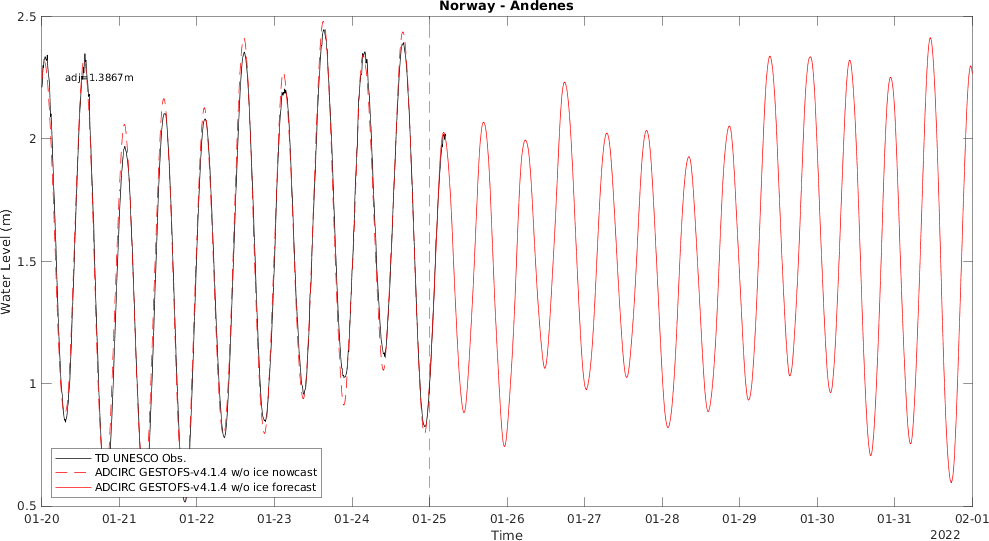 Norway - Andenes
2.5
2
1.5
1
0.5
Water Level (m)
adj=1.3867m
TD UNESCO Obs.
ADCIRC GESTOFS-v4.1.4 w/o ice nowcast
ADCIRC GESTOFS-v4.1.4 w/o ice forecast
01-20 01-21 01-22 01-23 01-24 01-25 01-26 01-27 01-28 01-29 01-30 01-31 02-01
Time
2022